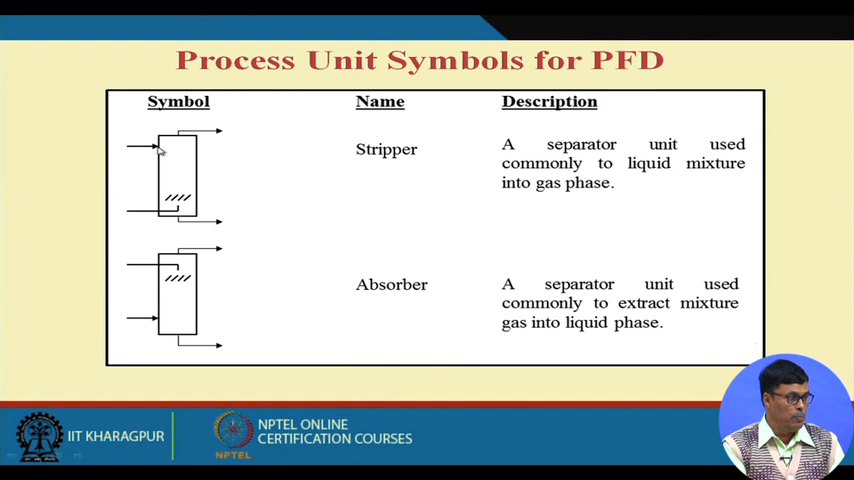 Process Unit Symbols for PFD
Symbol Name Description
Stripper
A separator unit used
commonly to liquid mixture
into gas phase.
Absorber
A separator unit used
commonly to extract mixture
gas into liquid phase.
IIT KHARAGPUR
NPTEL
NPTEL ONLINE
CERTIFICATION COURSES